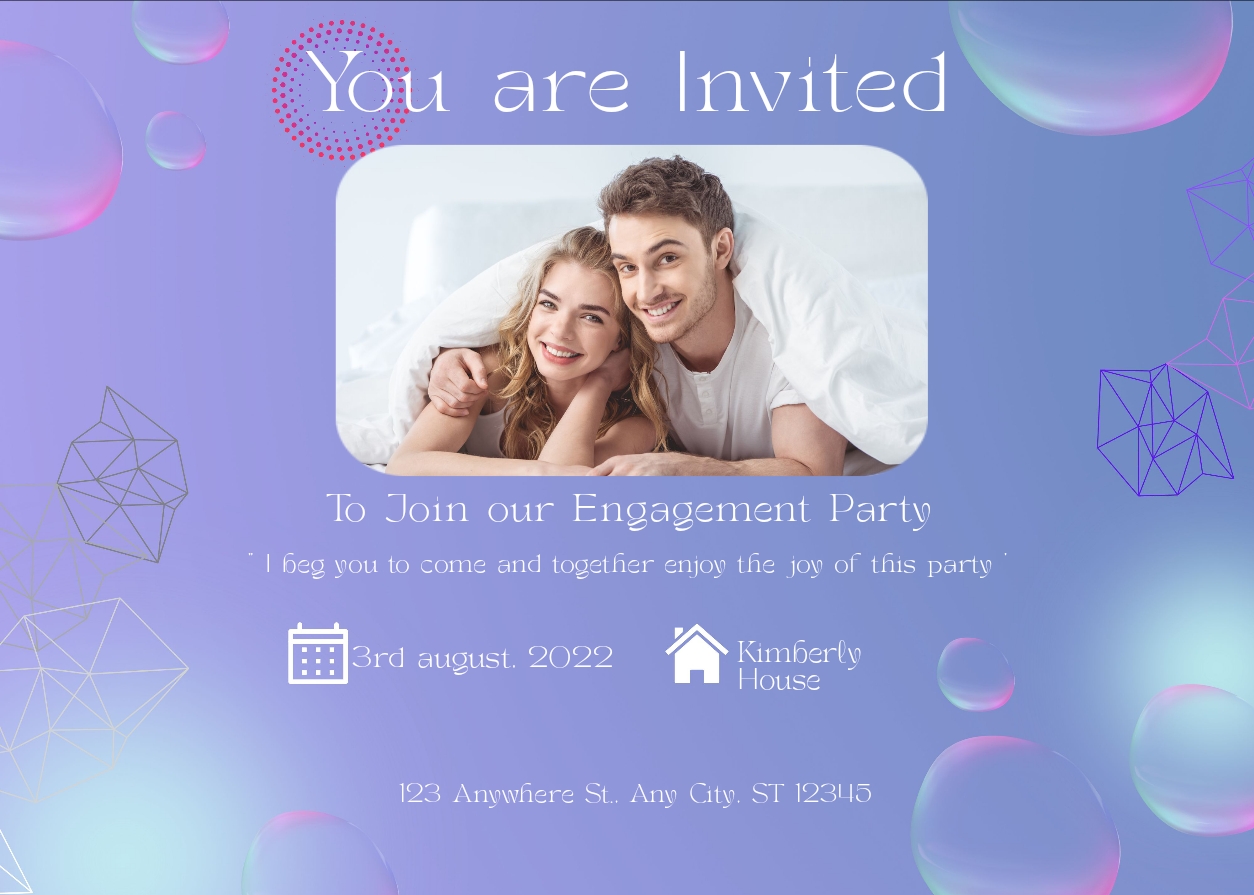 You are Invited
To Join our Engagement Party
" I beg you to come and together enjoy the joy of this party "
3rd august. 2022
Kimberly
House
123 Anywhere St., Any City, ST 12345